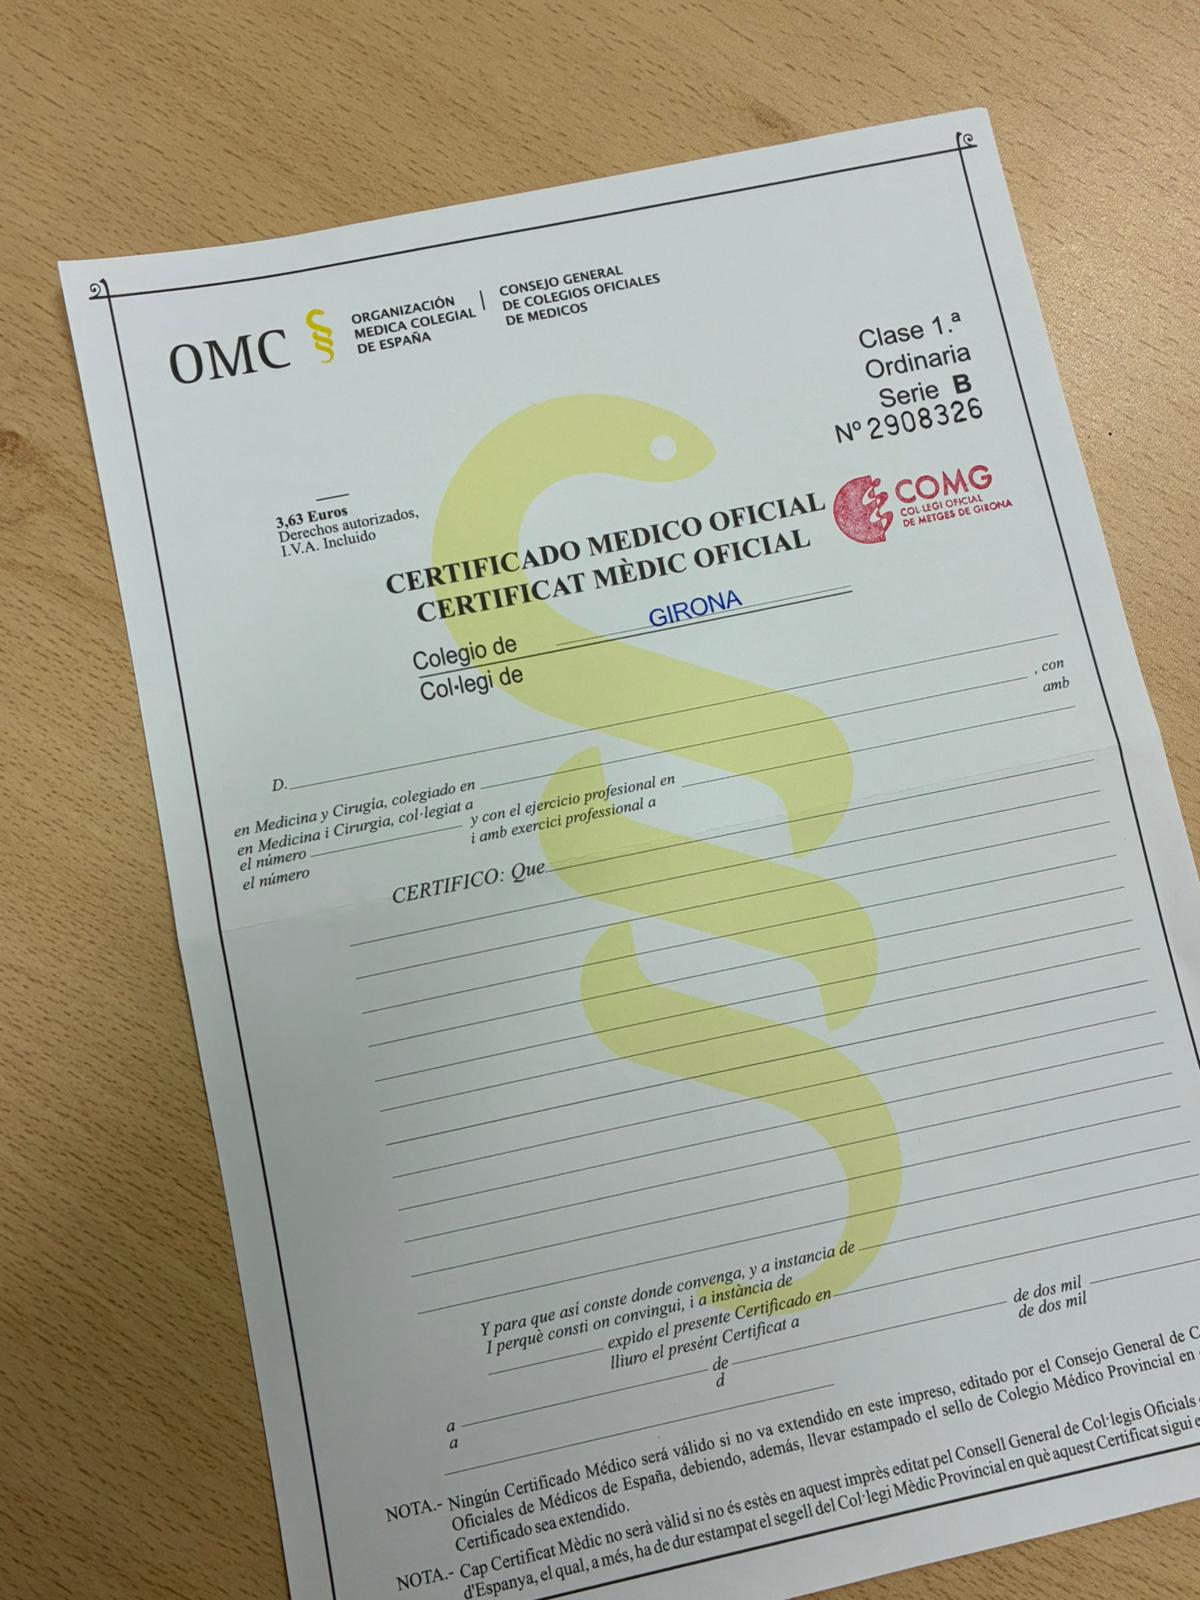 OMC
ORGANIZACIÓN
MEDICA COLEGIAL
DE ESPAÑA
CONSEJO GENERAL
DE COLEGIOS OFICIALES
DE MEDICOS
Clase 1.ª
Ordinaria
Serie B
Nº 2908326
3,63 Euros
Derechos autorizados,
I.V.A. Incluido
COMG
COL·LEGI OFICIAL
DE METGES DE GIRONA
CERTIFICADO MEDICO OFICIAL
CERTIFICAT MÈDIC OFICIAL
Colegio de GIRONA
Col·legi de
D.
, con
amb
en Medicina y Cirugía, colegiado en
en Medicina i Cirurgia, col·legiat a
el número y con el ejercicio profesional en
el número i amb exercici professional a
CERTIFICO: Que
Y para que así conste donde convenga, y a instancia de
I perquè consti on convingui, i a instància de
expido el presente Certificado en
lliuro el presént Certificat a
de dos mil
de dos mil
a de
a d
NOTA.- Ningún Certificado Médico será válido si no va extendido en este impreso, editado por el Consejo General de
Oficiales de Médicos de España, debiendo, además, llevar estampado el sello de Colegio Médico Provincial en
Certificado sea extendido.
NOTA.- Cap Certificat Mèdic no serà vàlid si no és estès en aquest imprès editat pel Consell General de Col·legis Oficials
d'Espanya, el qual, a més, ha de dur estampat el segell del Col·legi Mèdic Provincial en què aquest Certificat sigui